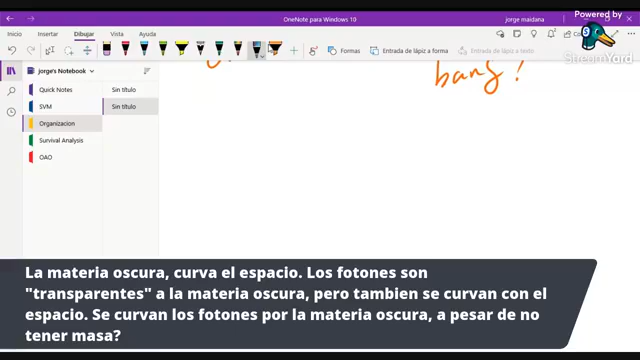 OneNote para Windows 10
jorge maidana
Powered by
StreamYard
Inicio Insertar Dibujar Vista Ayuda
Formas Entrada de lápiz a forma Entrada de lápiz a texto
jorge's Notebook
Quick Notes
SVM
Organizacion
Survival Analysis
OAO
Sin título
Sin título
bang?
La materia oscura, curva el espacio. Los fotones son
"transparentes" a la materia oscura, pero tambien se curvan con el
espacio. Se curvan los fotones por la materia oscura, a pesar de no
tener masa?